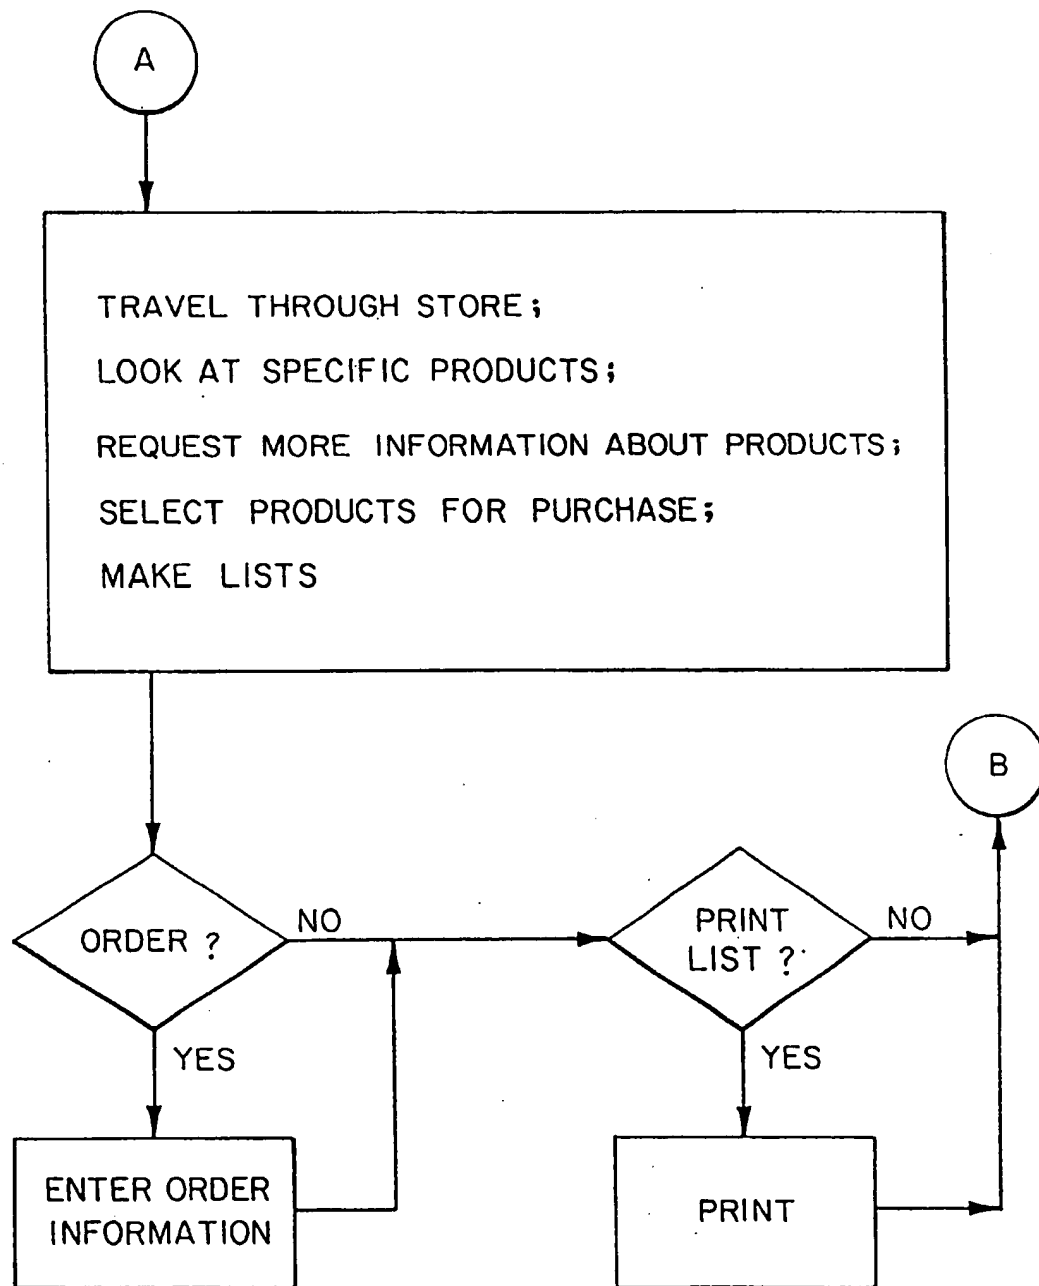 A
TRAVEL THROUGH STORE;
LOOK AT SPECIFIC PRODUCTS;
REQUEST MORE INFORMATION ABOUT PRODUCTS;
SELECT PRODUCTS FOR PURCHASE;
MAKE LISTS
B
ORDER ?
NO
PRINT
LIST ?
NO
YES
YES
ENTER ORDER
INFORMATION
PRINT